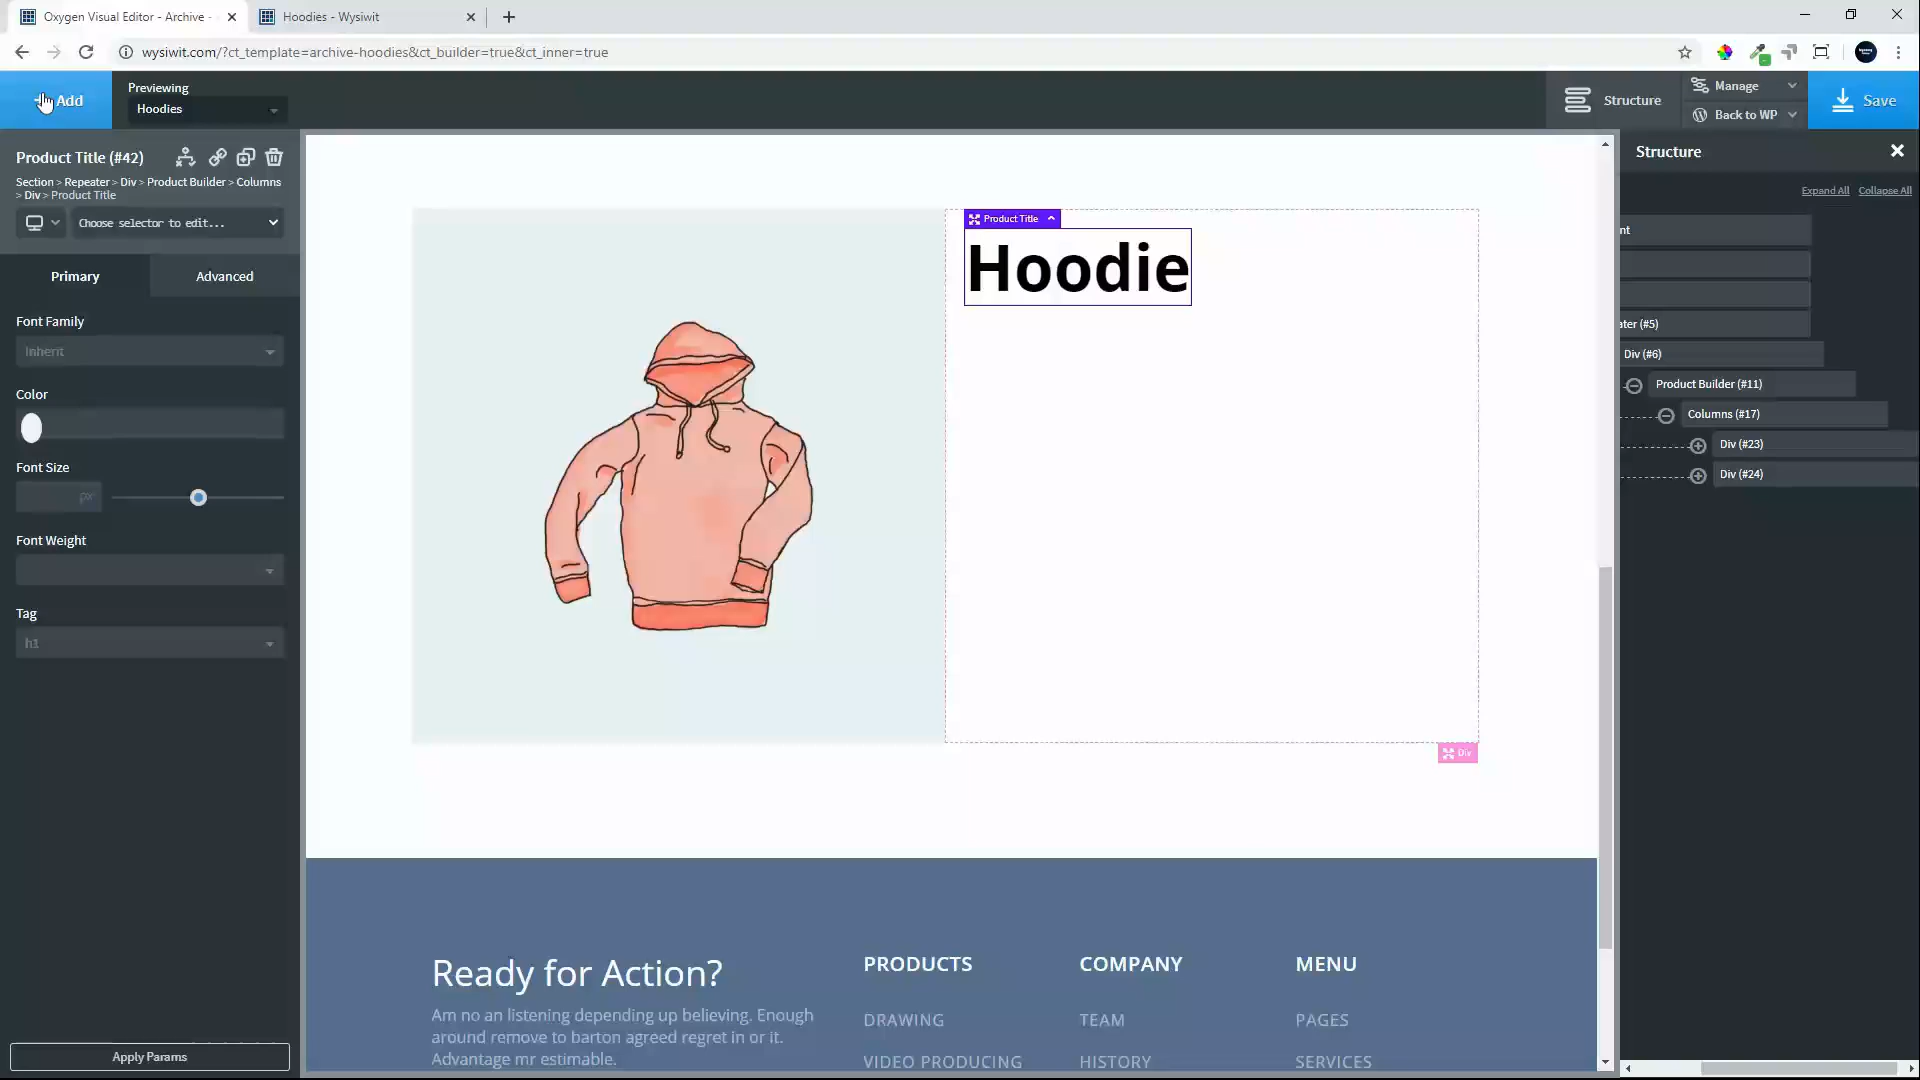 Oxygen Visual Editor - Archive -
Hoodies - Wysiwit
wysiwit.com/?ct_template=archive-hoodies&ct_builder=true&ct_inner=true
Add
Previewing
Hoodies
Structure
Manage
Back to WP
Save
Product Title (#42)
Section > Repeater > Div > Product Builder > Columns
> Div > Product Title
Choose selector to edit...
Primary
Advanced
Font Family
Inherit
Color
Font Size
px
Font Weight
Tag
h1
Apply Params
Product Title
Hoodie
Div
Ready for Action?
Am no an listening depending up believing. Enough
around remove to barton agreed regret in or it.
Advantage mr estimable.
PRODUCTS
DRAWING
VIDEO PRODUCING
COMPANY
TEAM
HISTORY
MENU
PAGES
SERVICES
Structure
Expand All
Collapse All
nt
ater (#5)
Div (#6)
Product Builder (#11)
Columns (#17)
Div (#23)
Div (#24)